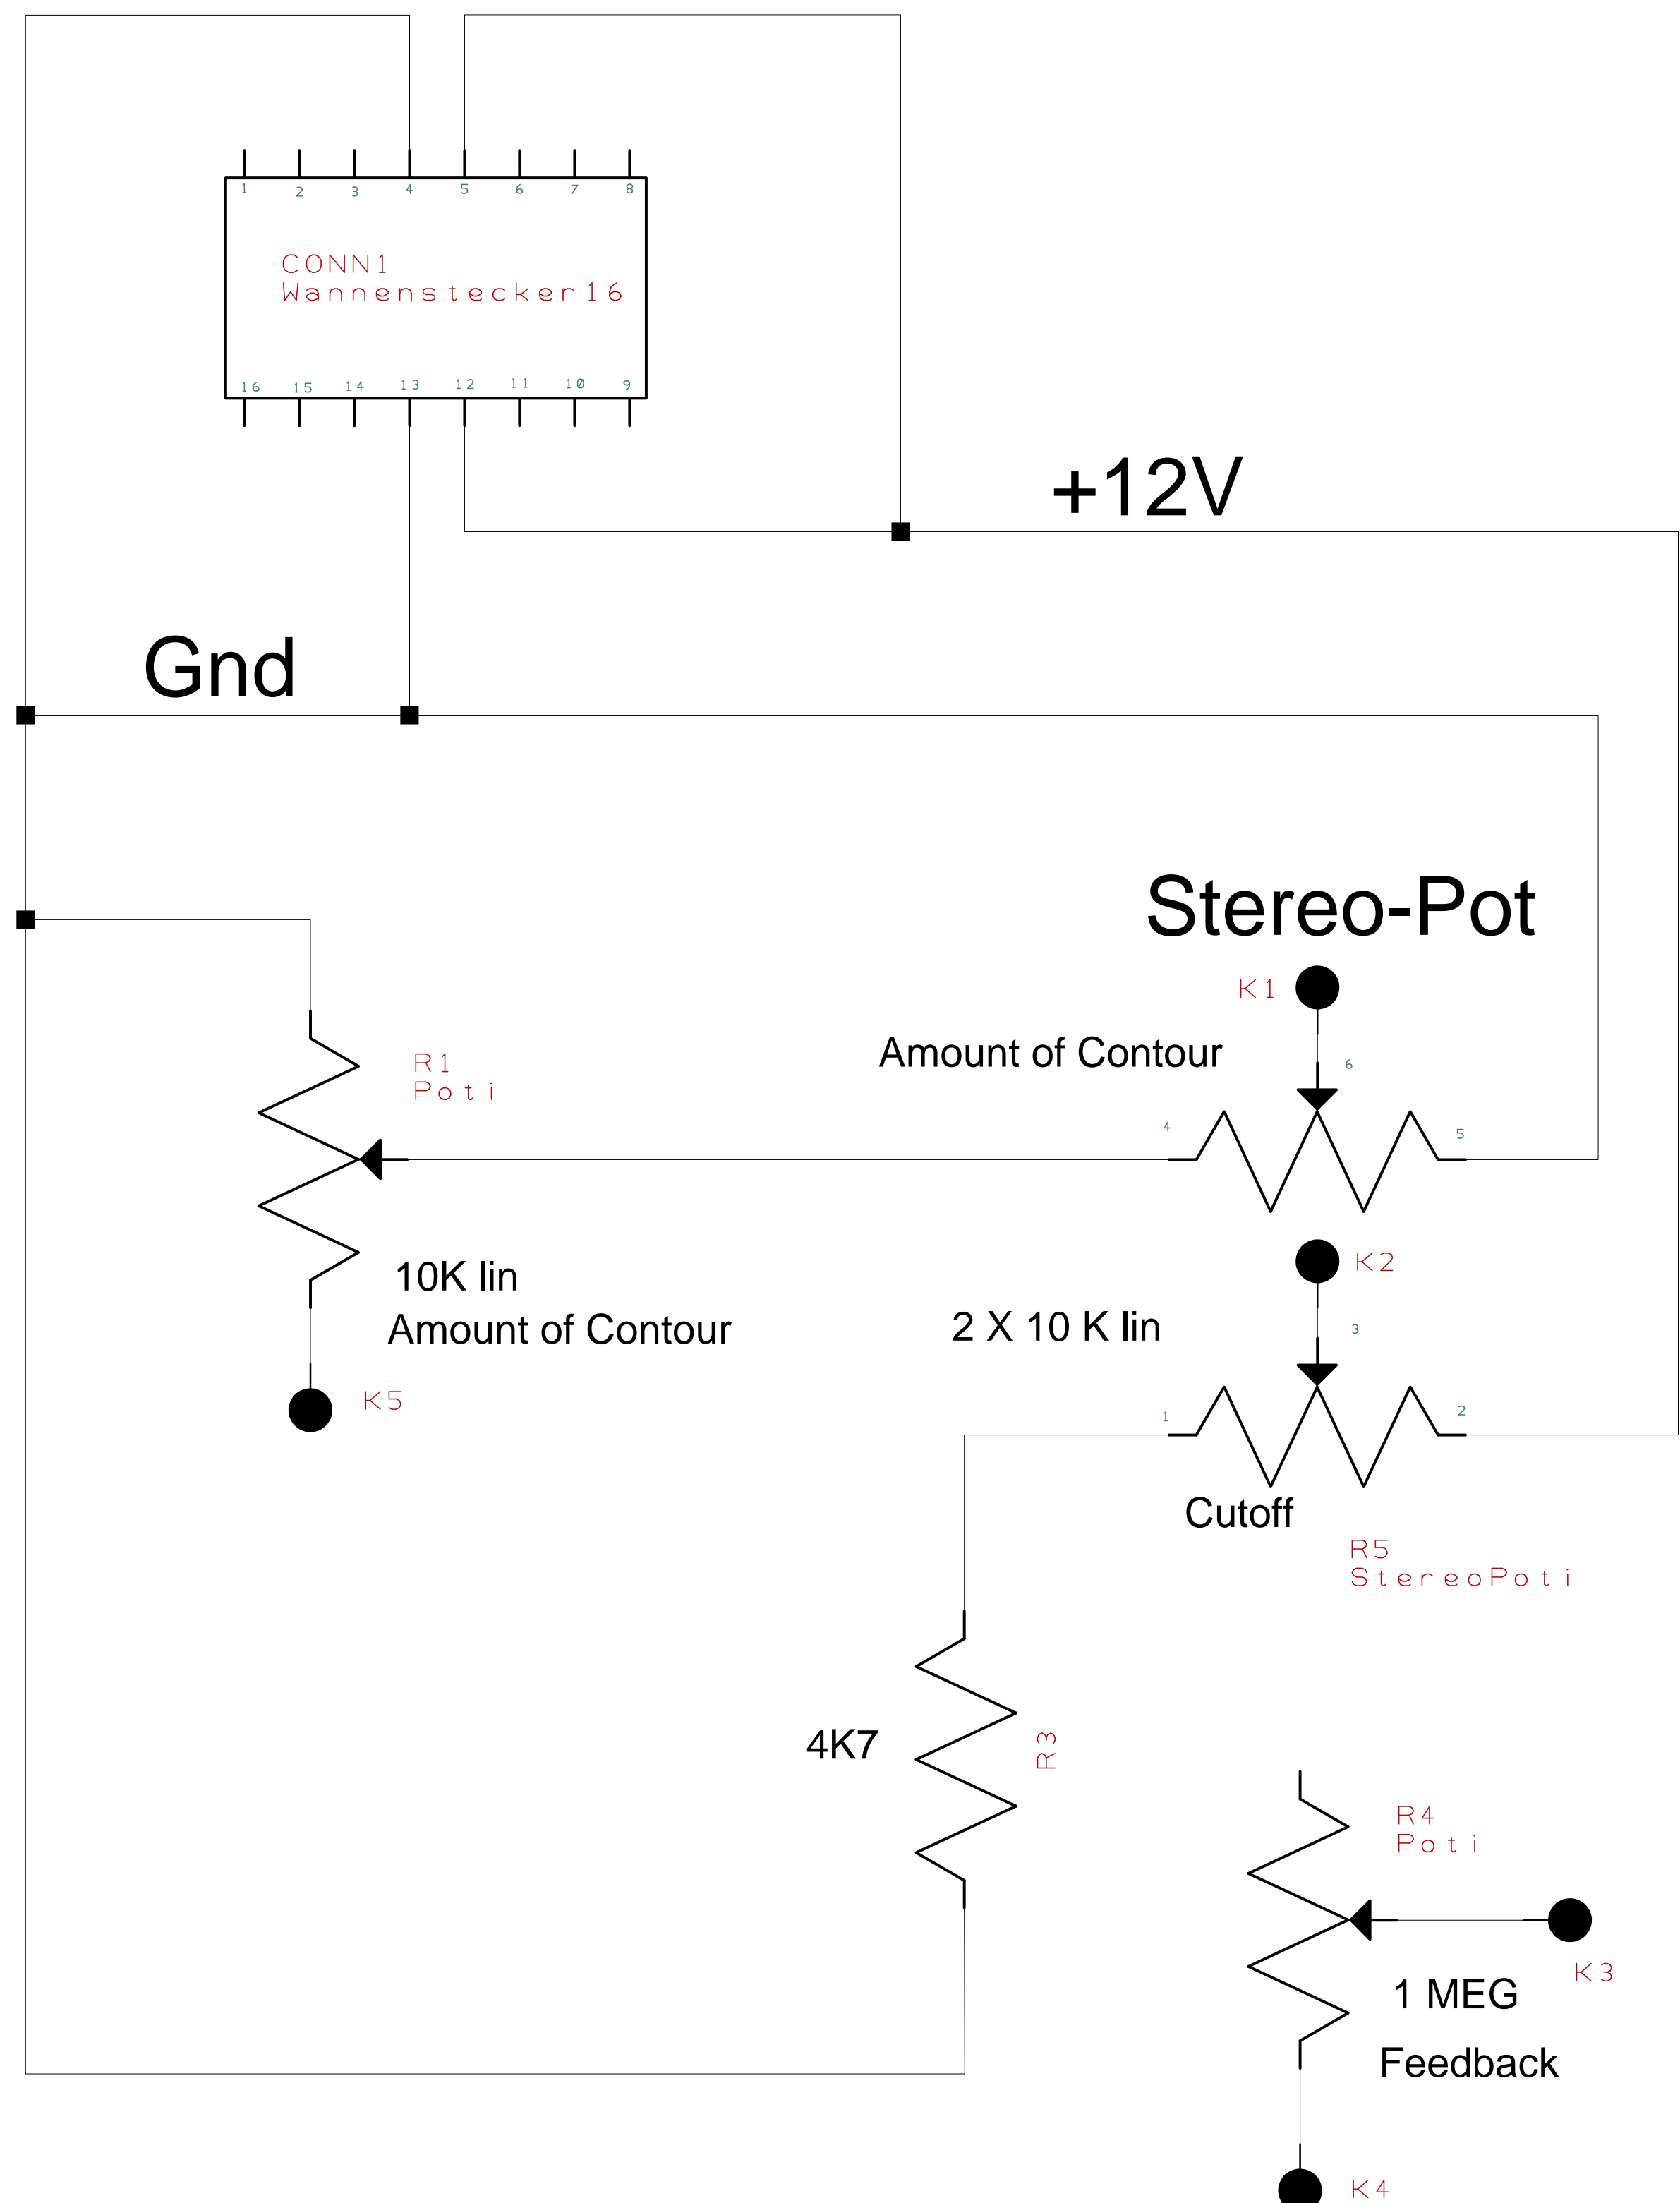 1 2 3 4 5 6 7 8
CONN1
Wannenstecker16
16 15 14 13 12 11 10 9
+12V
Gnd
Stereo-Pot
K1
Amount of Contour
6
R1
Poti
4
5
K2
10K lin
Amount of Contour
2 X 10 K lin
3
K5
1
2
Cutoff
R5
StereoPoti
4K7
R3
R4
Poti
K3
1 MEG
Feedback
K4